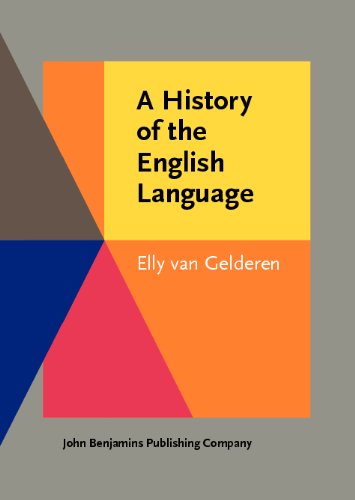 A History
of the
English
Language
Elly van Gelderen
John Benjamins Publishing Company